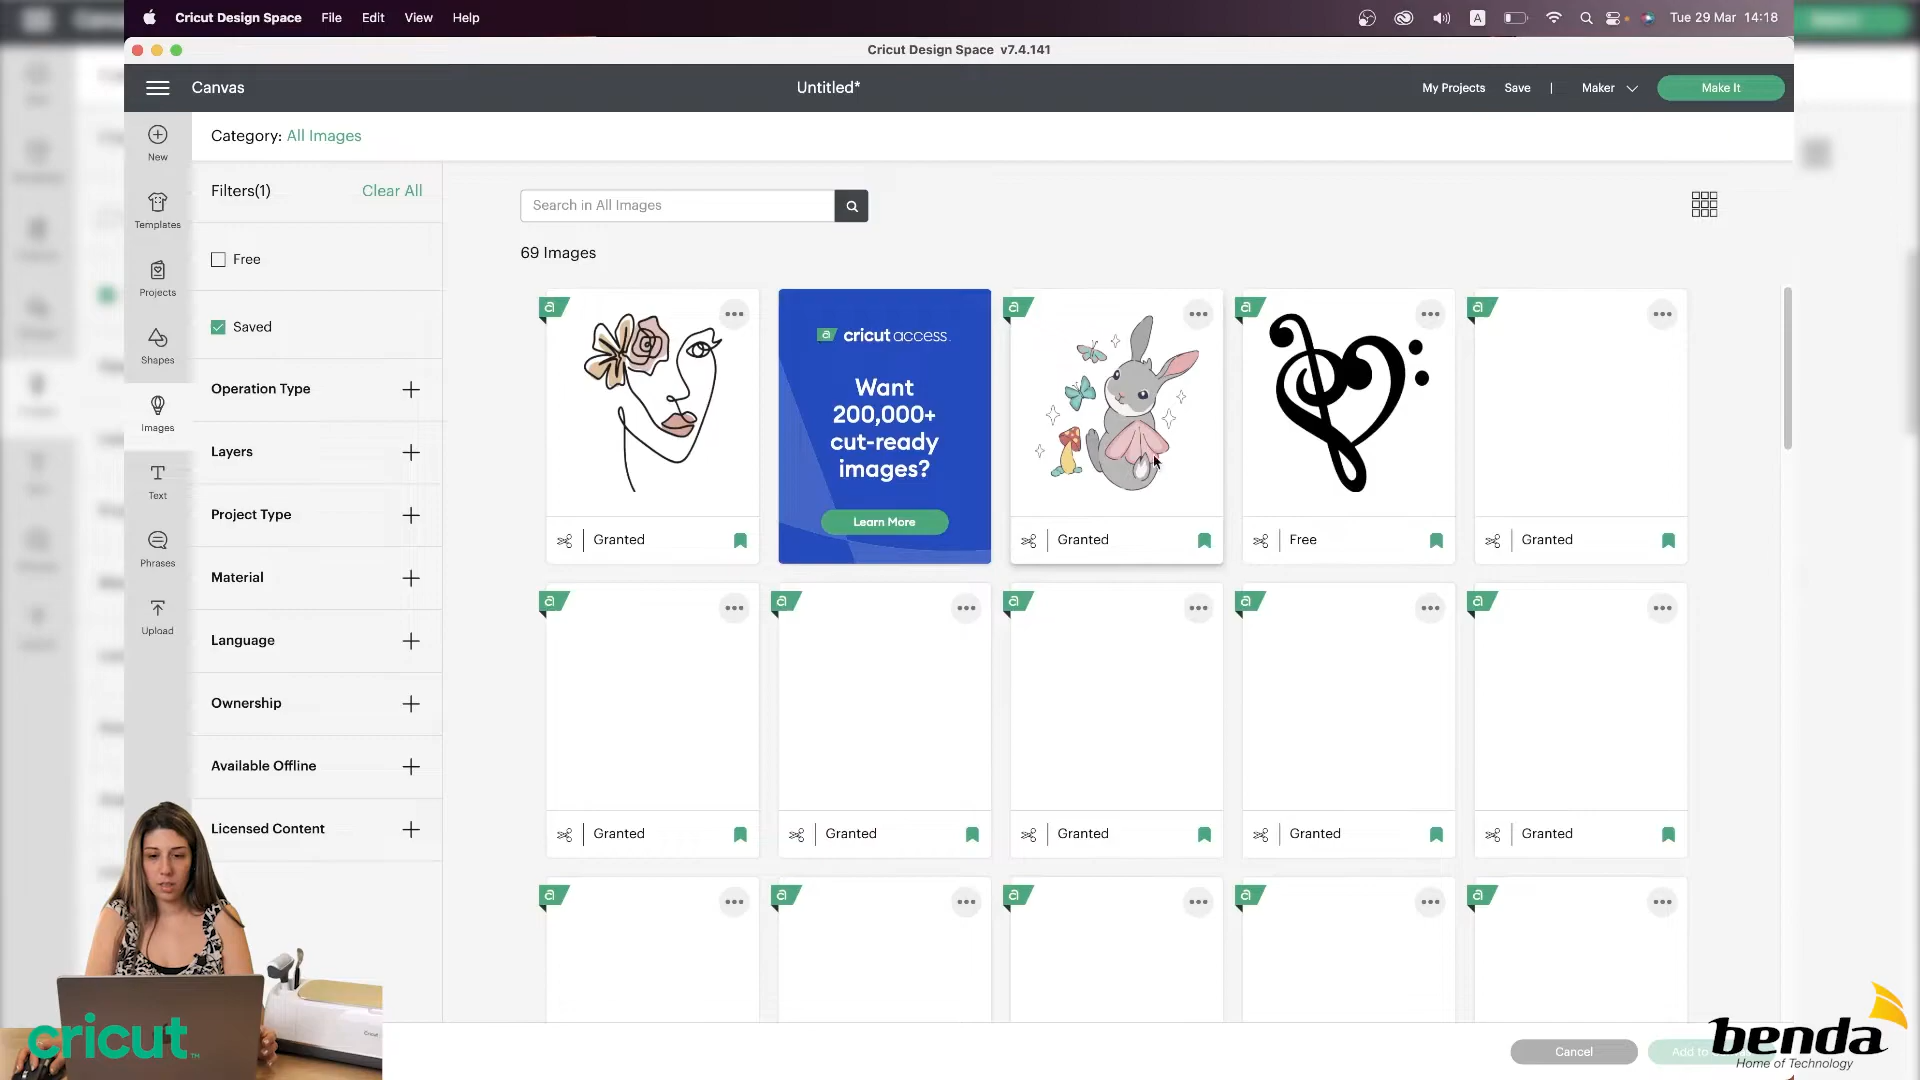 Cricut Design Space File Edit View Help
A
Tue 29 Mar 14:18
Cricut Design Space v7.4.141
Canvas
Untitled*
My Projects Save | Maker
Make It
Category: All Images
New
Templates
Projects
Shapes
Images
Text
Phrases
Upload
Filters(1)
Clear All
Free
Saved
Operation Type
Layers
Project Type
Material
Language
Ownership
Available Offline
Licensed Content
Search in All Images
69 Images
a
a cricut access
Want
200,000+
cut-ready
images?
Learn More
a
a
a
Granted
Granted
Free
Granted
a
a
a
a
a
Granted
Granted
Granted
Granted
Granted
a
a
a
a
a
Cancel
Add to
cricut™
benda
Home of Technology